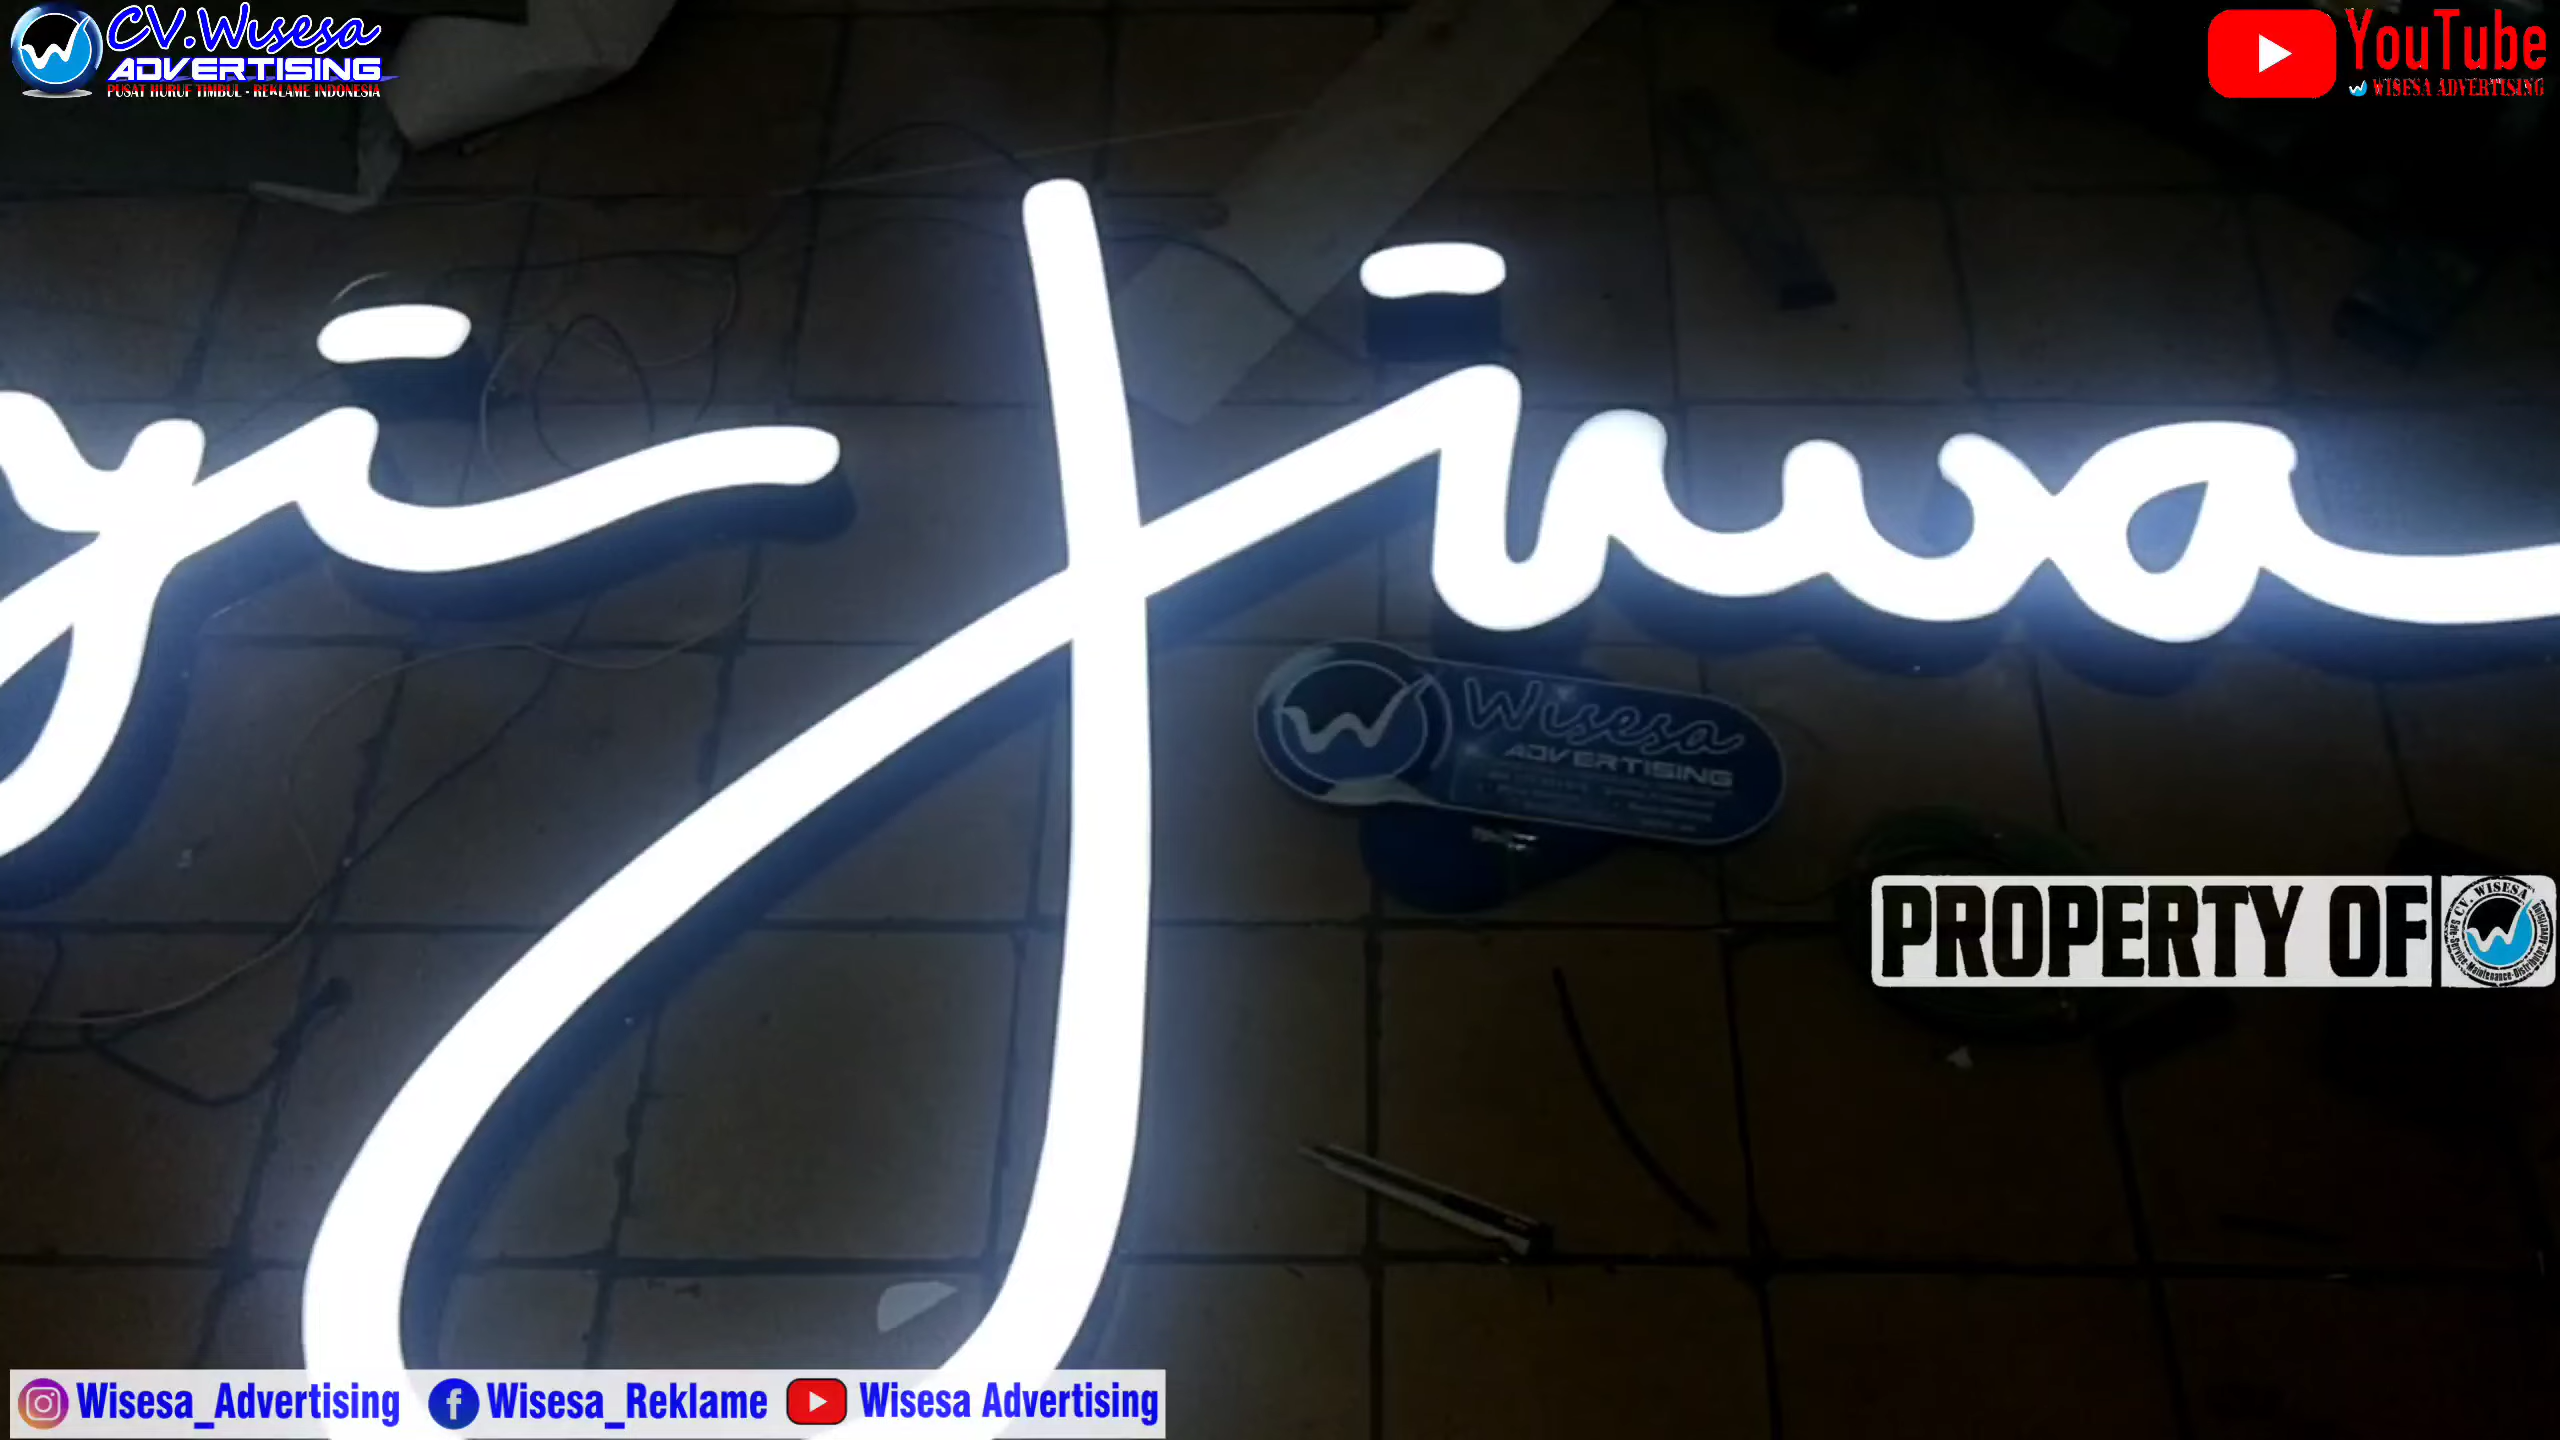 CV.Wisesa
ADVERTISING
PUSAT HURUF TIMBUL - REKLAME INDONESIA
YouTube
WISESA ADVERTISING
Jiwa
Wisesa
ADVERTISING
PROPERTY OF
CV. WISESA
Wisesa_Advertising Wisesa_Reklame Wisesa Advertising